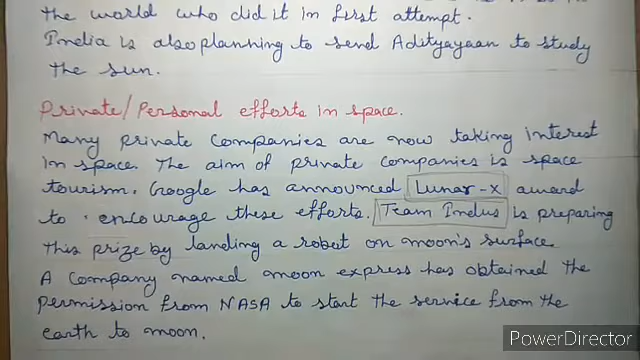 the world who did it in first attempt.
India is also planning to send Adityayaan to study
the sun.
Private/Personal efforts in space.
Many private companies are now taking interest
in space. The aim of private companies is space
tourism. Google has announced Lunar-X award
to encourage these efforts. Team Indus is preparing
this prize by landing a robot on moon's surface.
A company named moon express has obtained the
permission from NASA to start the service from the
earth to moon.
PowerDirector